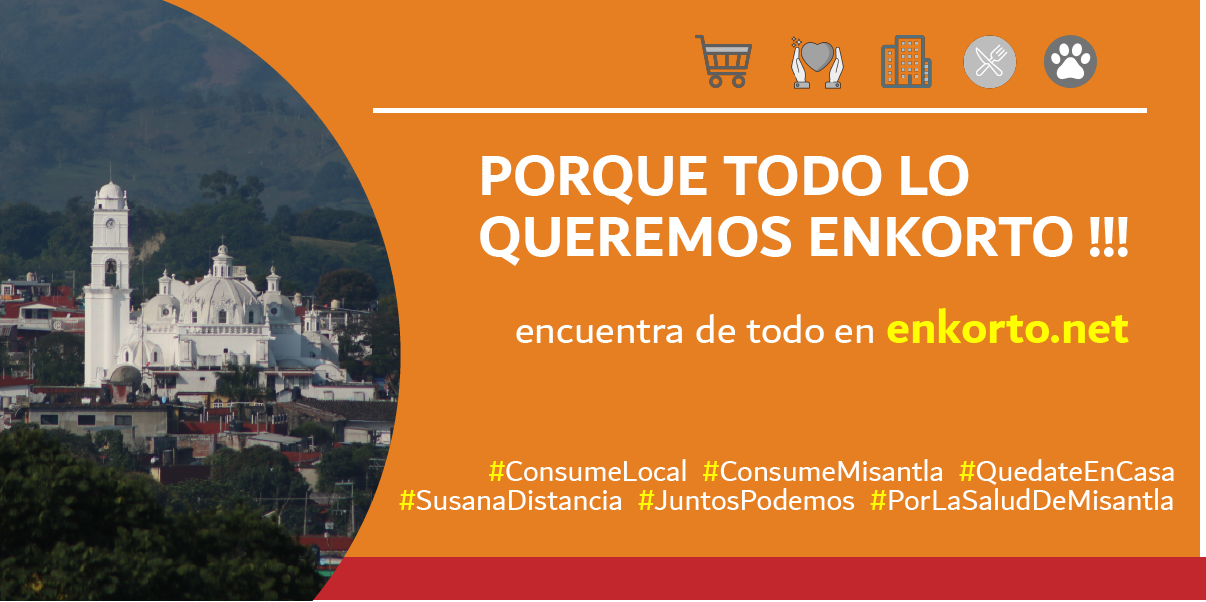 PORQUE TODO LO
QUEREMOS ENKORTO !!!
encuentra de todo en enkorto.net
#ConsumeLocal #ConsumeMisantla #QuedateEnCasa
#SusanaDistancia #JuntosPodemos #PorLaSaludDeMisantla